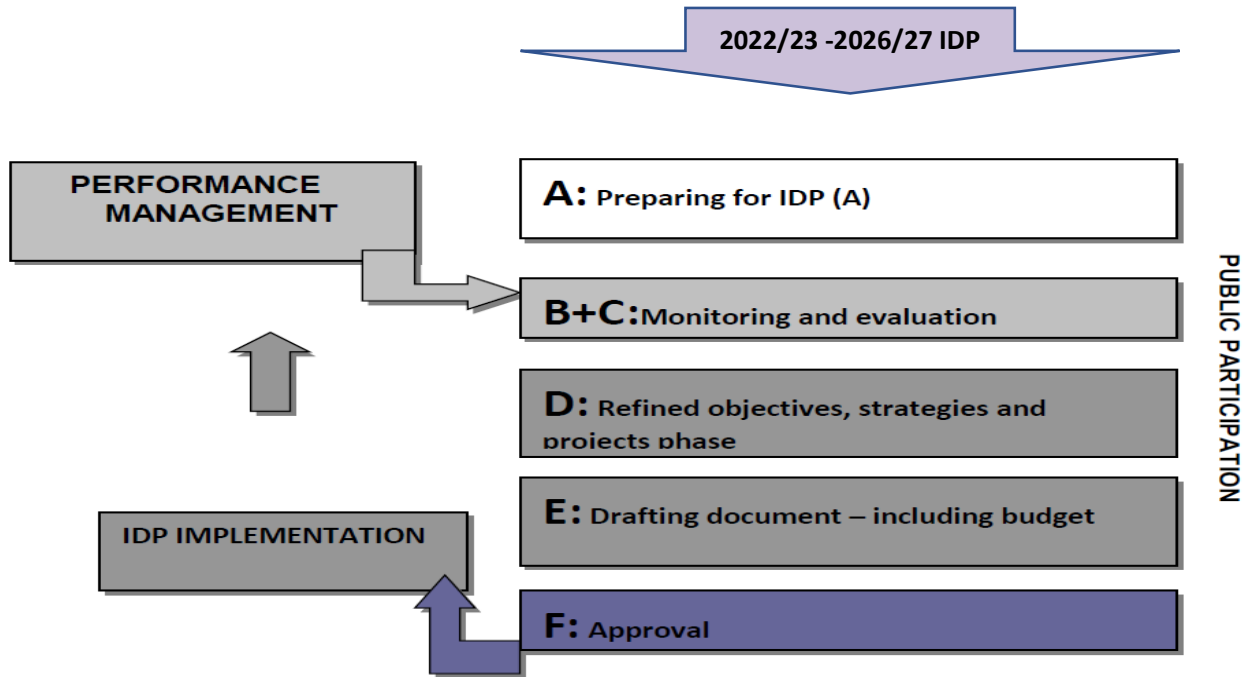 2022/23 -2026/27 IDP
PERFORMANCE
MANAGEMENT
A: Preparing for IDP (A)
B+C:Monitoring and evaluation
D: Refined objectives, strategies and
projects phase
E: Drafting document – including budget
IDP IMPLEMENTATION
F: Approval
PUBLIC PARTICIPATION